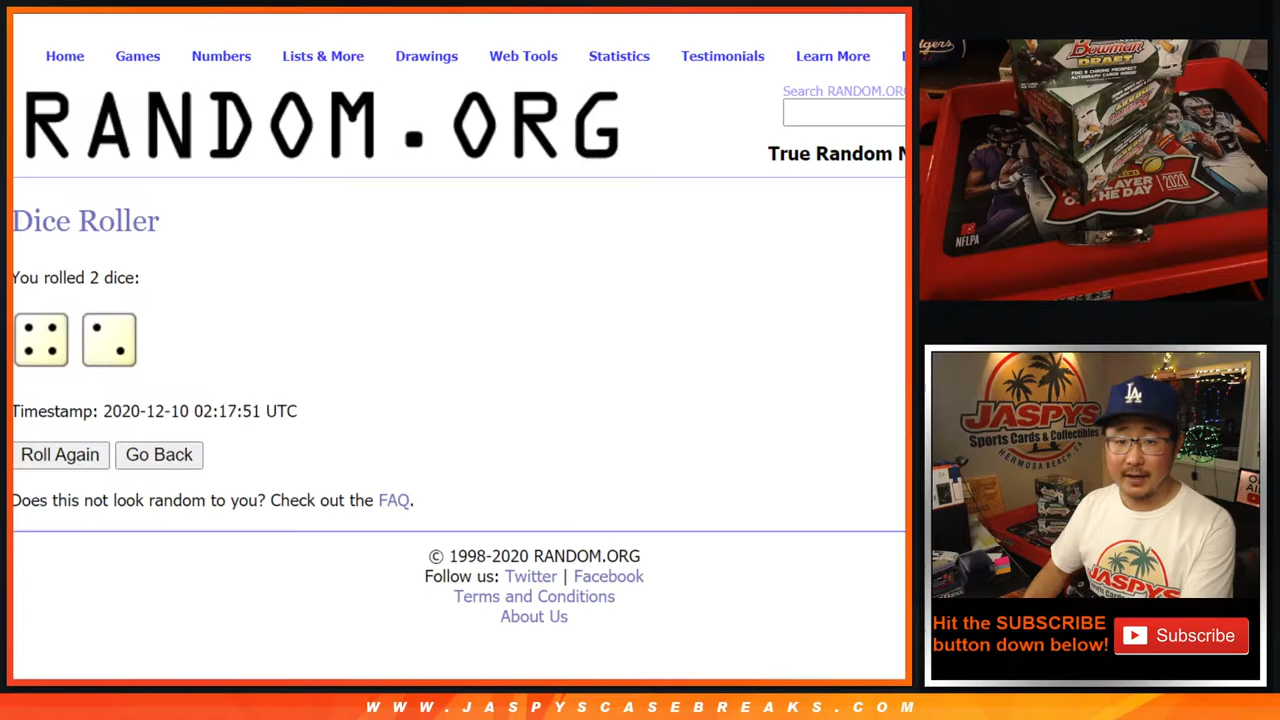 Home Games Numbers Lists & More Drawings Web Tools Statistics Testimonials Learn More
Search RANDOM.ORG
RANDOM.ORG
True Random N
Dice Roller
You rolled 2 dice:
Timestamp: 2020-12-10 02:17:51 UTC
Roll Again Go Back
Does this not look random to you? Check out the FAQ.
© 1998-2020 RANDOM.ORG
Follow us: Twitter | Facebook
Terms and Conditions
About Us
Bowman
DRAFT
PLAYER
OF THE DAY 2020
NFLPA
JASPYS
Sports Cards & Collectibles
HERMOSA BEACH, CA
JASPYS
Hit the SUBSCRIBE
button down below!
Subscribe
WWW.JASPYSCASEBREAKS.COM